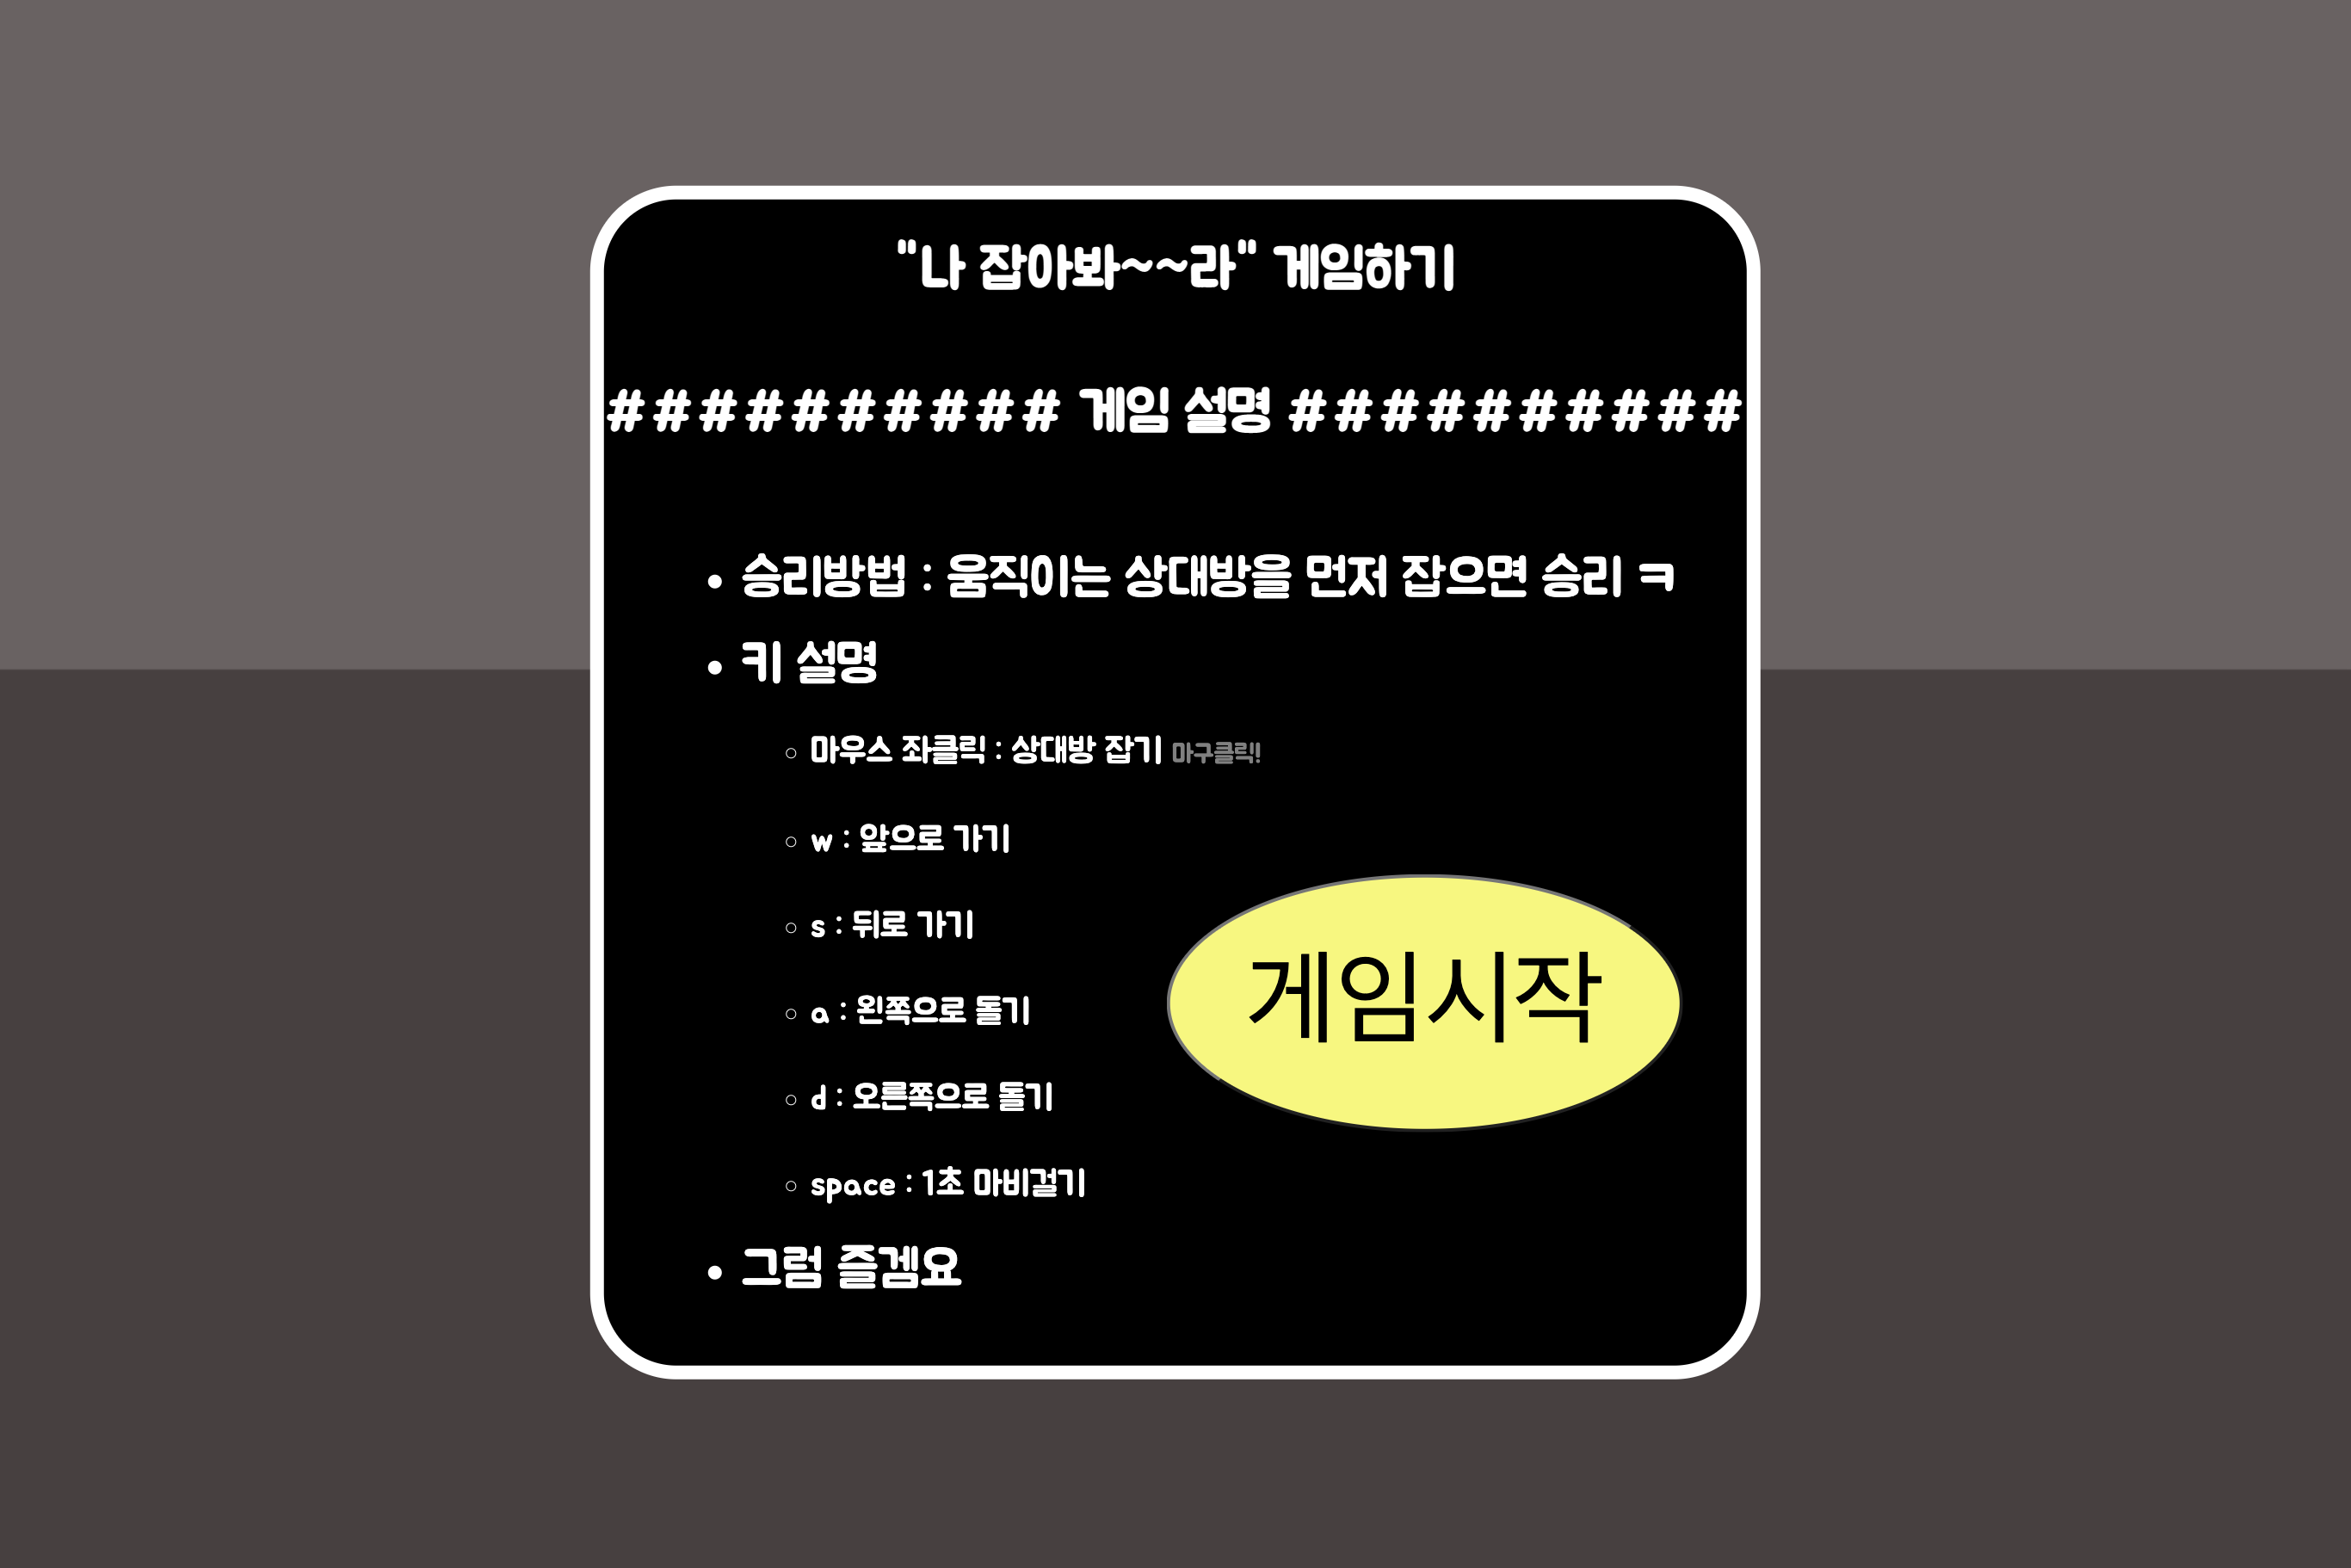 "나 잡아봐~~라" 게임하기
########## 게임 설명 ##########
• 승리방법 : 움직이는 상대방을 먼저 잡으면 승리 ㅋ
• 키 설명
○ 마우스 좌클릭 : 상대방 잡기 마구클릭!
○ w : 앞으로 가기
○ s : 뒤로 가기
○ a : 왼쪽으로 돌기
○ d : 오른쪽으로 돌기
게임시작
○ space : 1초 마비걸기
• 그럼 즐겜요